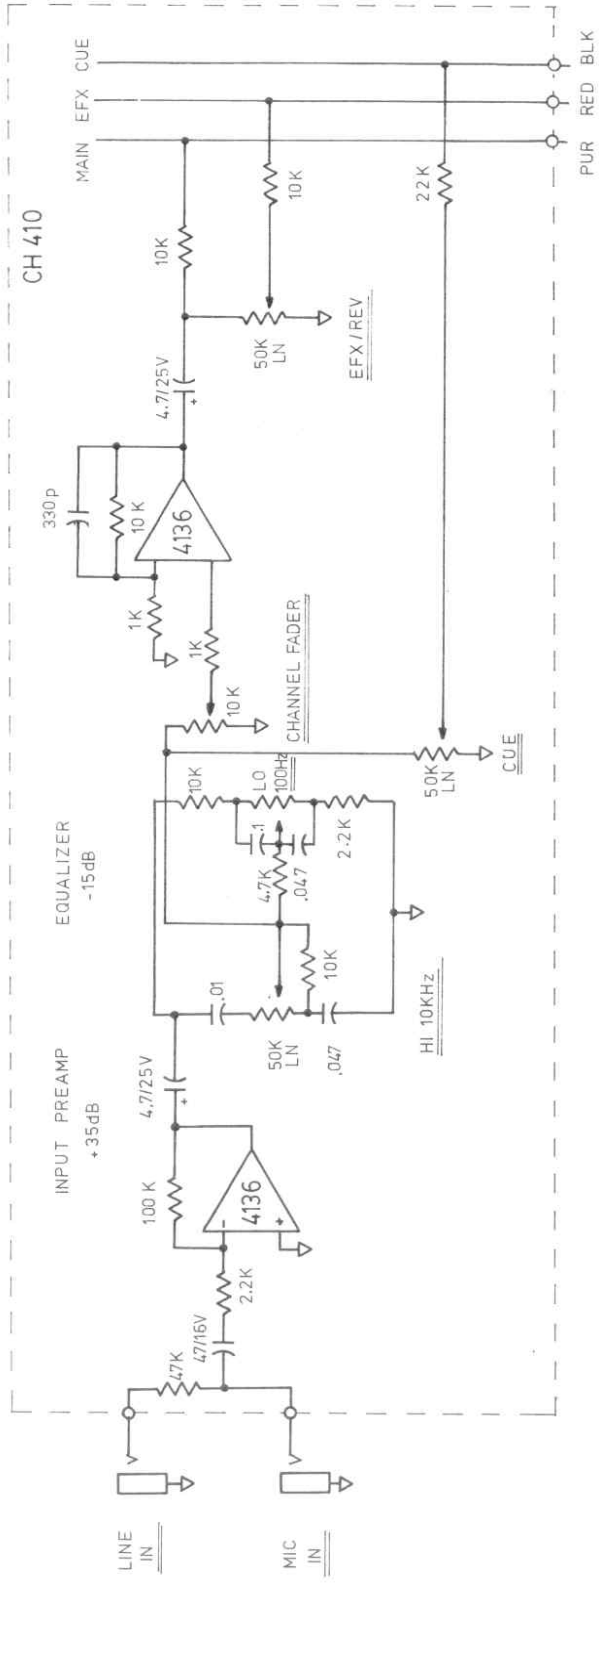 CH 410
CUE
EFX
MAIN
BLK
RED
PUR
22K
10K
10K
50K
LN
EFX/REV
4.7/25V
+
330p
10K
4136
1K
1K
10K
CHANNEL FADER
50K
LN
CUE
EQUALIZER
-15dB
10K
LO
100Hz
.1
4.7K
.047
2.2K
.01
50K
LN
10K
.047
HI 10KHz
INPUT PREAMP
+35dB
4.7/25V
+
100K
4136
-
+
2.2K
47/16V
47K
LINE
IN
MIC
IN